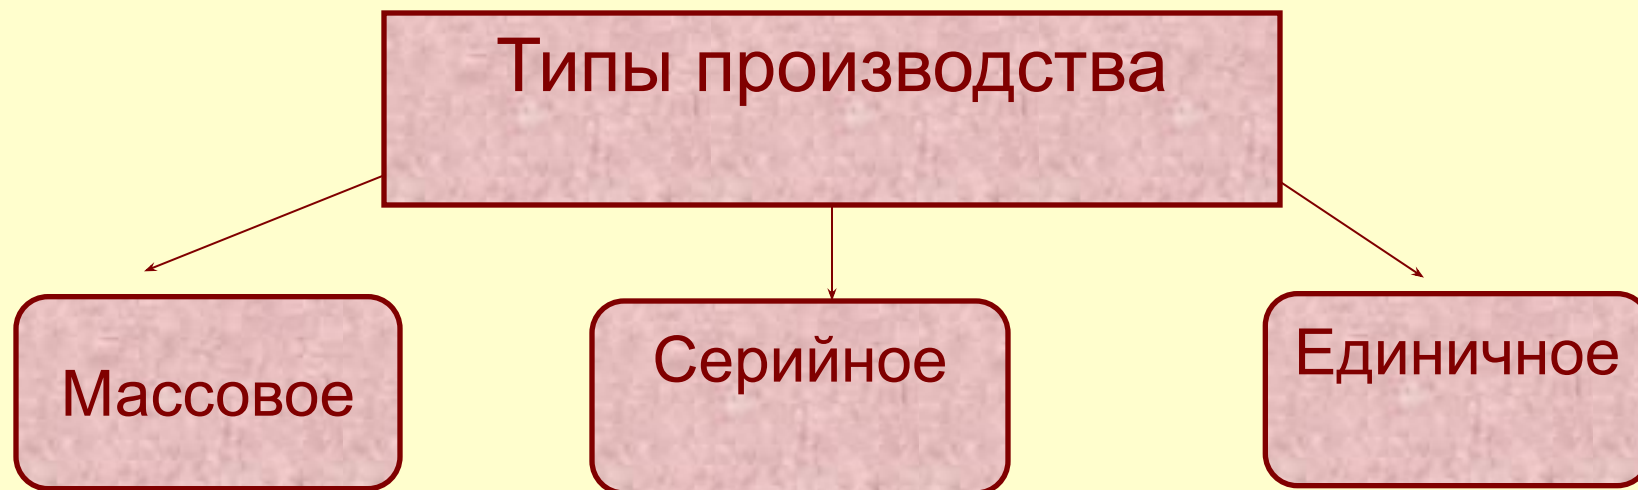 Типы производства
Массовое
Серийное
Единичное